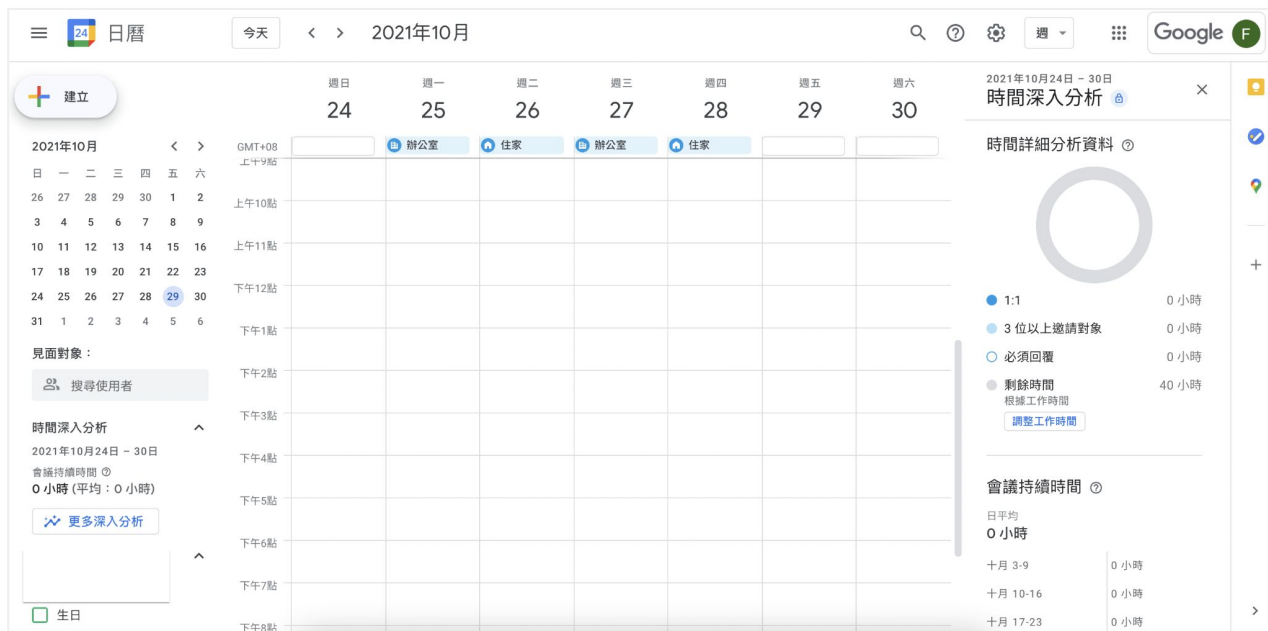 24 日曆
今天
2021年10月
週
Google F
建立
2021年10月
日 一 二 三 四 五 六
26 27 28 29 30 1 2
3 4 5 6 7 8 9
10 11 12 13 14 15 16
17 18 19 20 21 22 23
24 25 26 27 28 29 30
31 1 2 3 4 5 6
見面對象：
搜尋使用者
時間深入分析
2021年10月24日 – 30日
會議持續時間
0 小時 (平均：0 小時)
更多深入分析
生日
週日 週一 週二 週三 週四 週五 週六
24 25 26 27 28 29 30
GMT+08
辦公室 住家 辦公室 住家
上午9點
上午10點
上午11點
下午12點
下午1點
下午2點
下午3點
下午4點
下午5點
下午6點
下午7點
下午8點
2021年10月24日 – 30日
時間深入分析
時間詳細分析資料
1:1 0 小時
3 位以上邀請對象 0 小時
必須回覆 0 小時
剩餘時間 40 小時
根據工作時間
調整工作時間
會議持續時間
日平均
0 小時
十月 3-9 0 小時
十月 10-16 0 小時
十月 17-23 0 小時